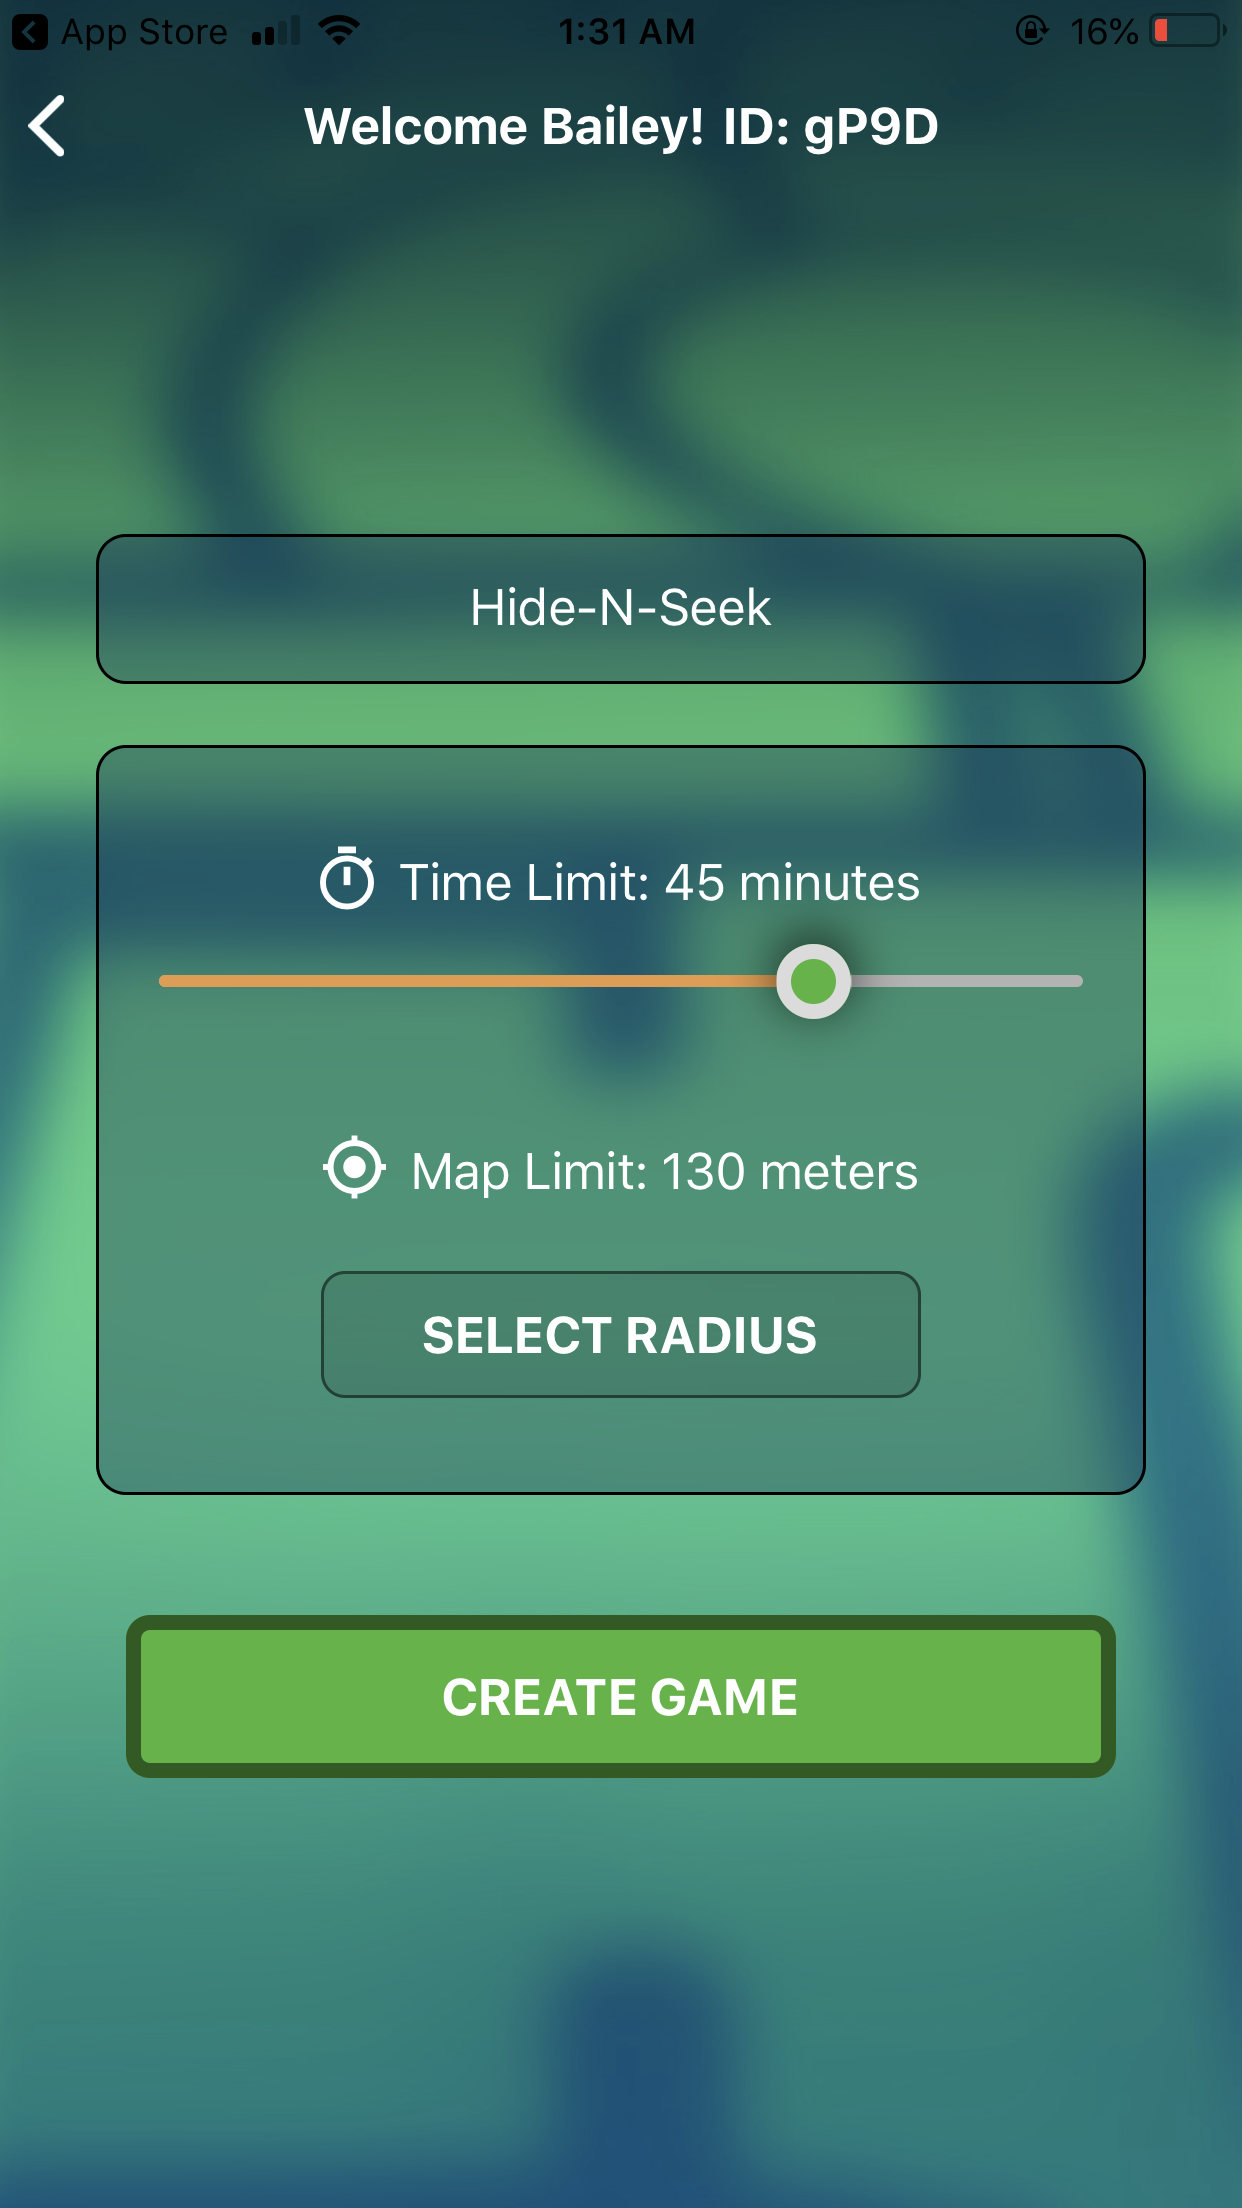 App Store 1:31 AM 16%
Welcome Bailey! ID: gP9D
Hide-N-Seek
Time Limit: 45 minutes
Map Limit: 130 meters
SELECT RADIUS
CREATE GAME